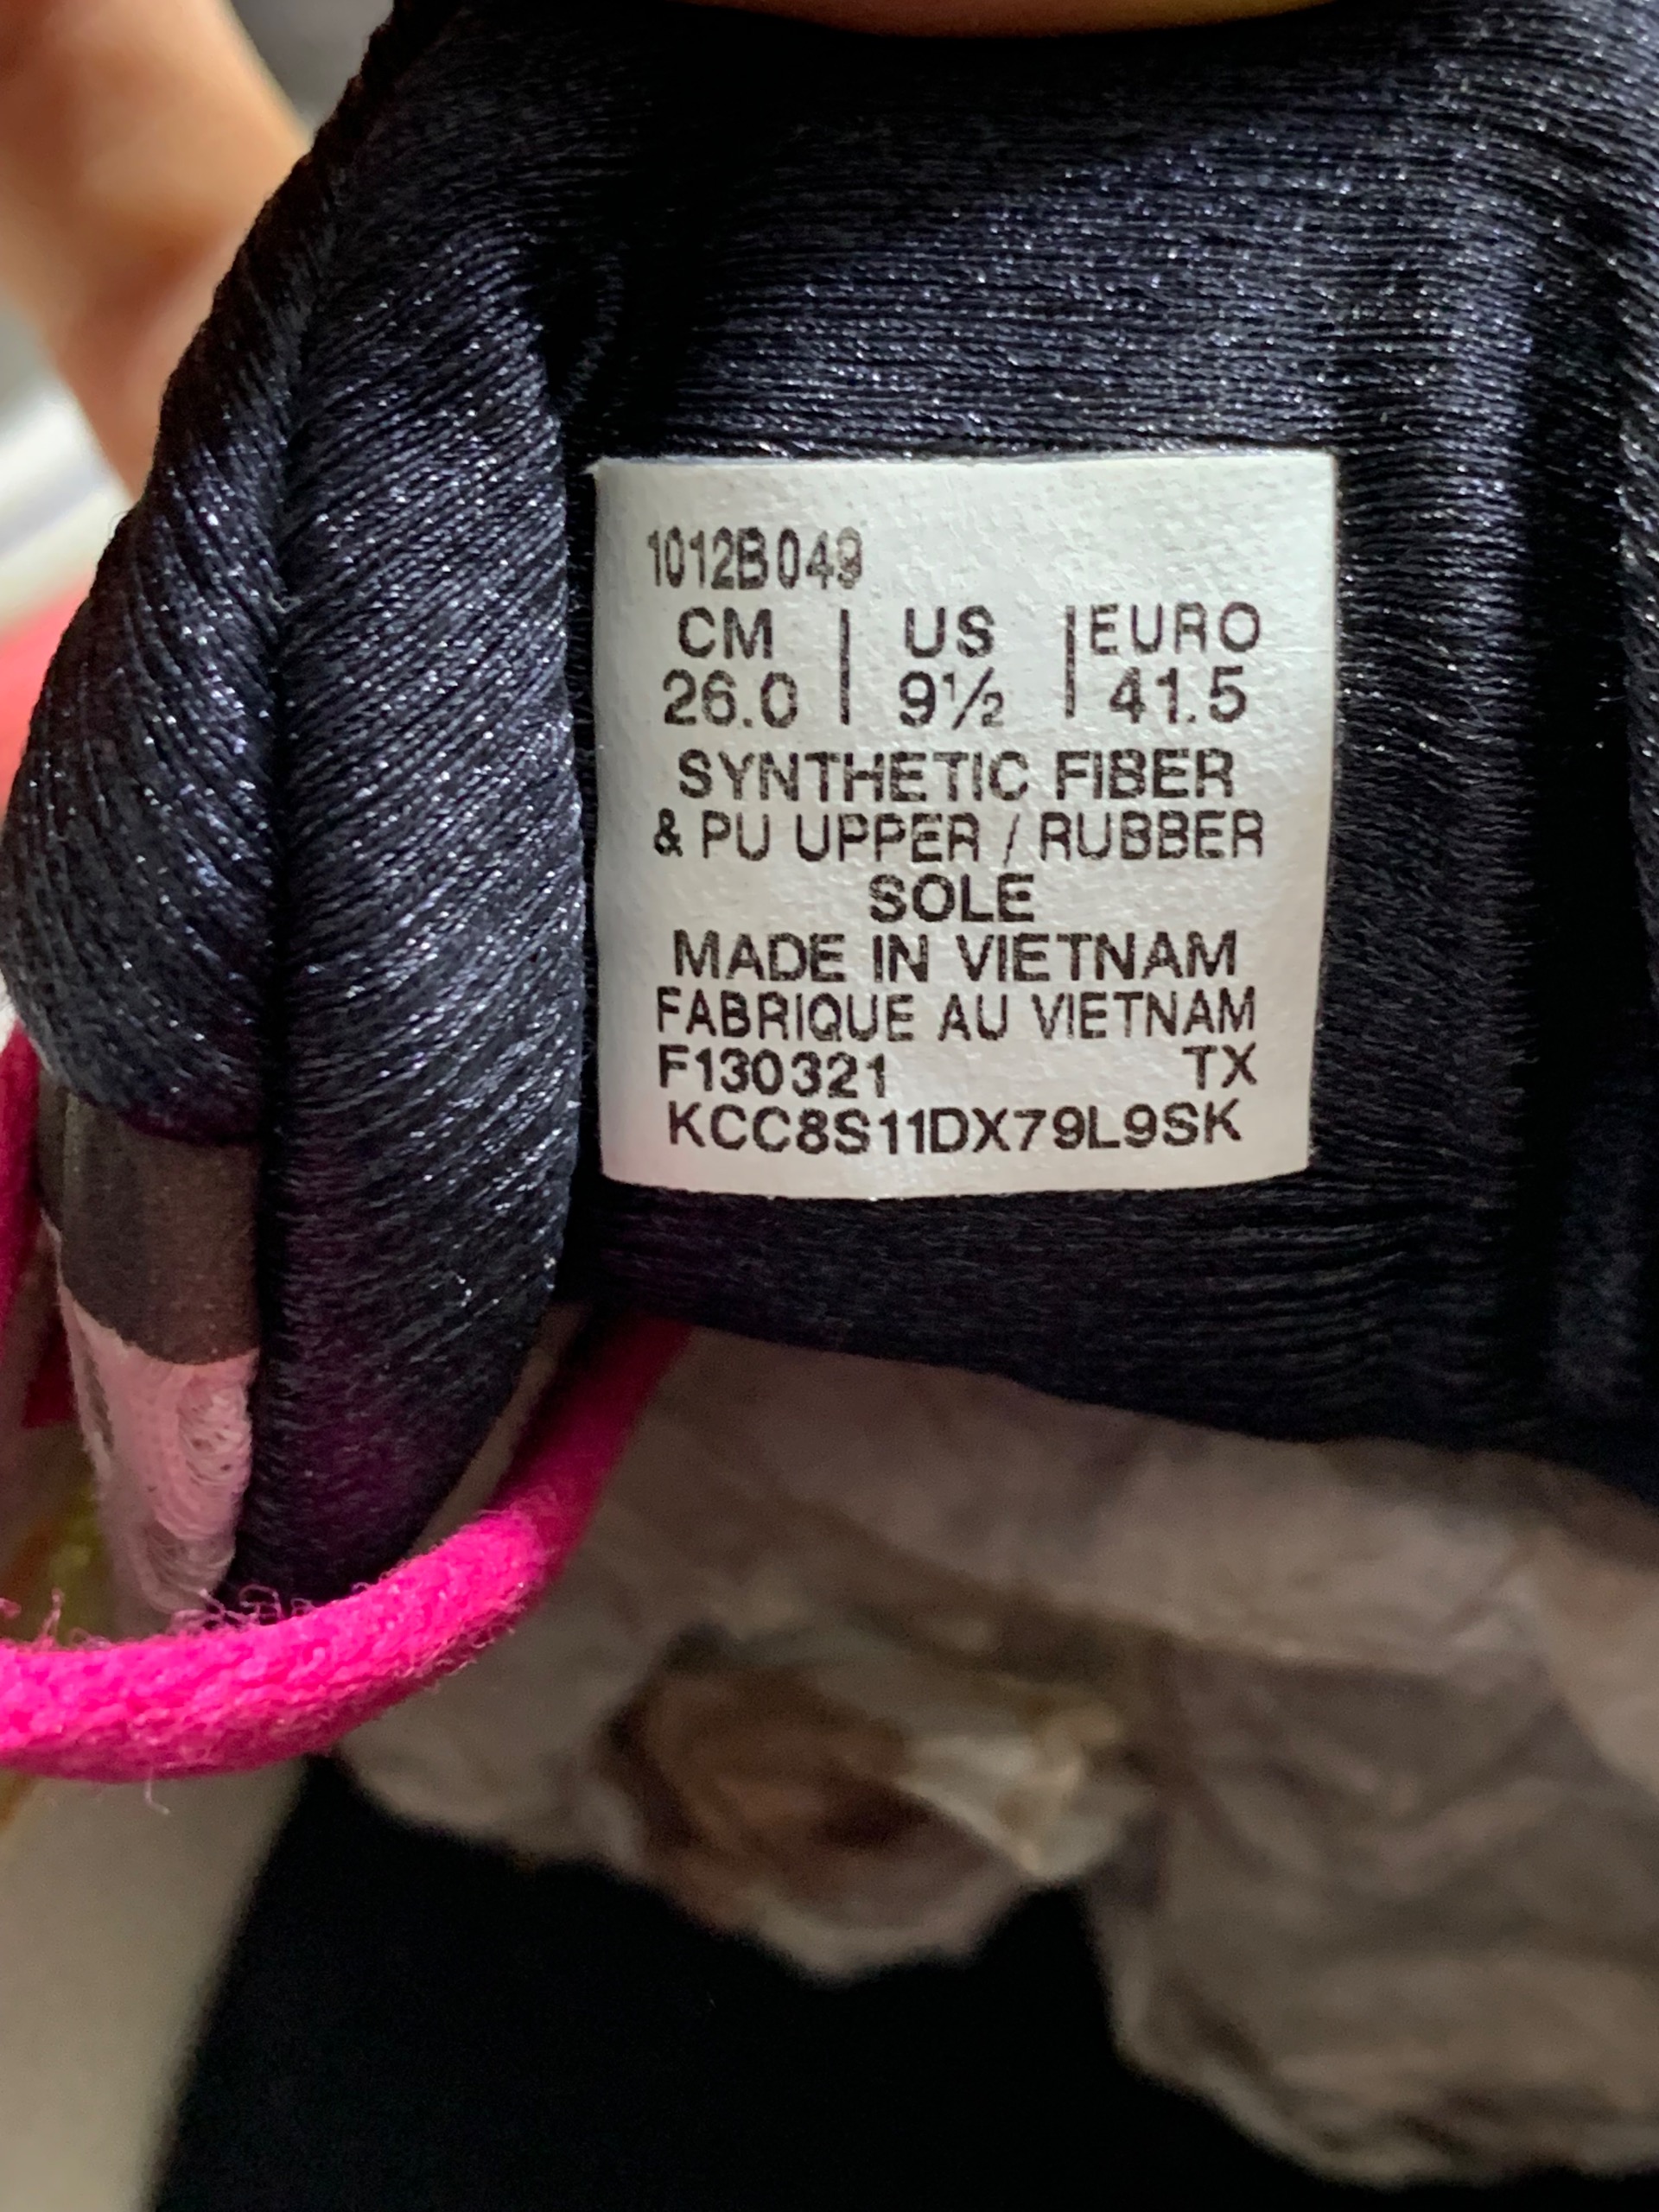 1012B049
CM | US | EURO
26.0 | 9½ | 41.5
SYNTHETIC FIBER
& PU UPPER / RUBBER
SOLE
MADE IN VIETNAM
FABRIQUE AU VIETNAM
F130321 TX
KCC8S11DX79L9SK